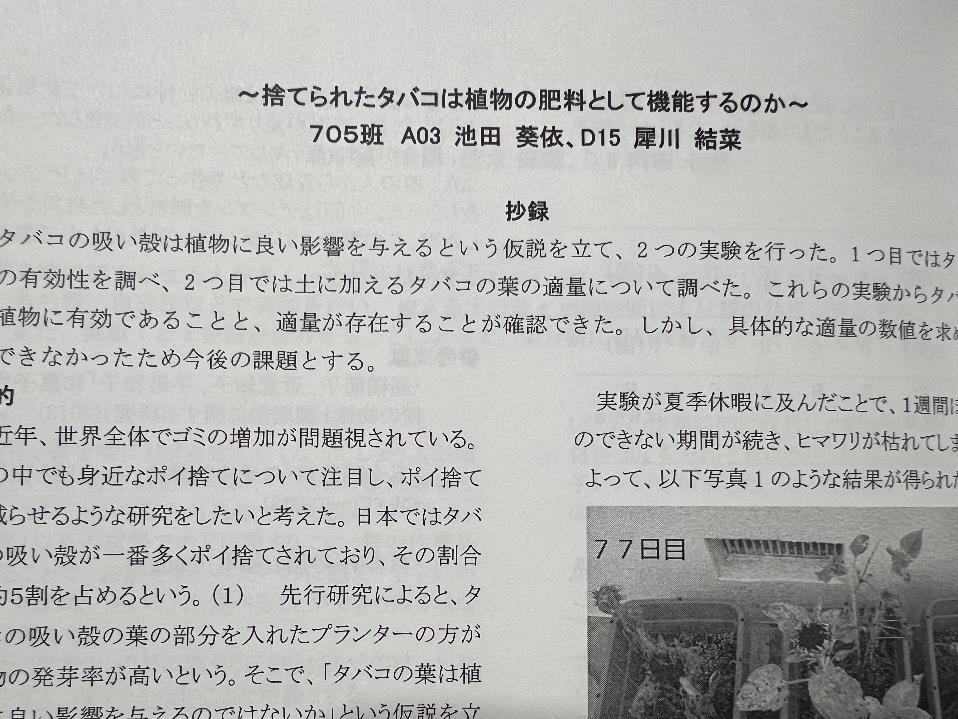 ～捨てられたタバコは植物の肥料として機能するのか～
705班 A03 池田 葵依、D15 犀川 結菜
抄録
タバコの吸い殻は植物に良い影響を与えるという仮説を立て、2つの実験を行った。1つ目ではタ
の有効性を調べ、2つ目では土に加えるタバコの葉の適量について調べた。これらの実験からタバ
植物に有効であることと、適量が存在することが確認できた。しかし、具体的な適量の数値を求め
できなかったため今後の課題とする。
的
近年、世界全体でゴミの増加が問題視されている。
の中でも身近なポイ捨てについて注目し、ポイ捨て
減らせるような研究をしたいと考えた。日本ではタバ
の吸い殻が一番多くポイ捨てされており、その割合
約5割を占めるという。(1) 先行研究によると、タ
の吸い殻の葉の部分を入れたプランターの方が
物の発芽率が高いという。そこで、「タバコの葉は植
に良い影響を与えるのではないか」という仮説を立
実験が夏季休暇に及んだことで、1週間ほ
のできない期間が続き、ヒマワリが枯れてしま
よって、以下写真1のような結果が得られた
77日目